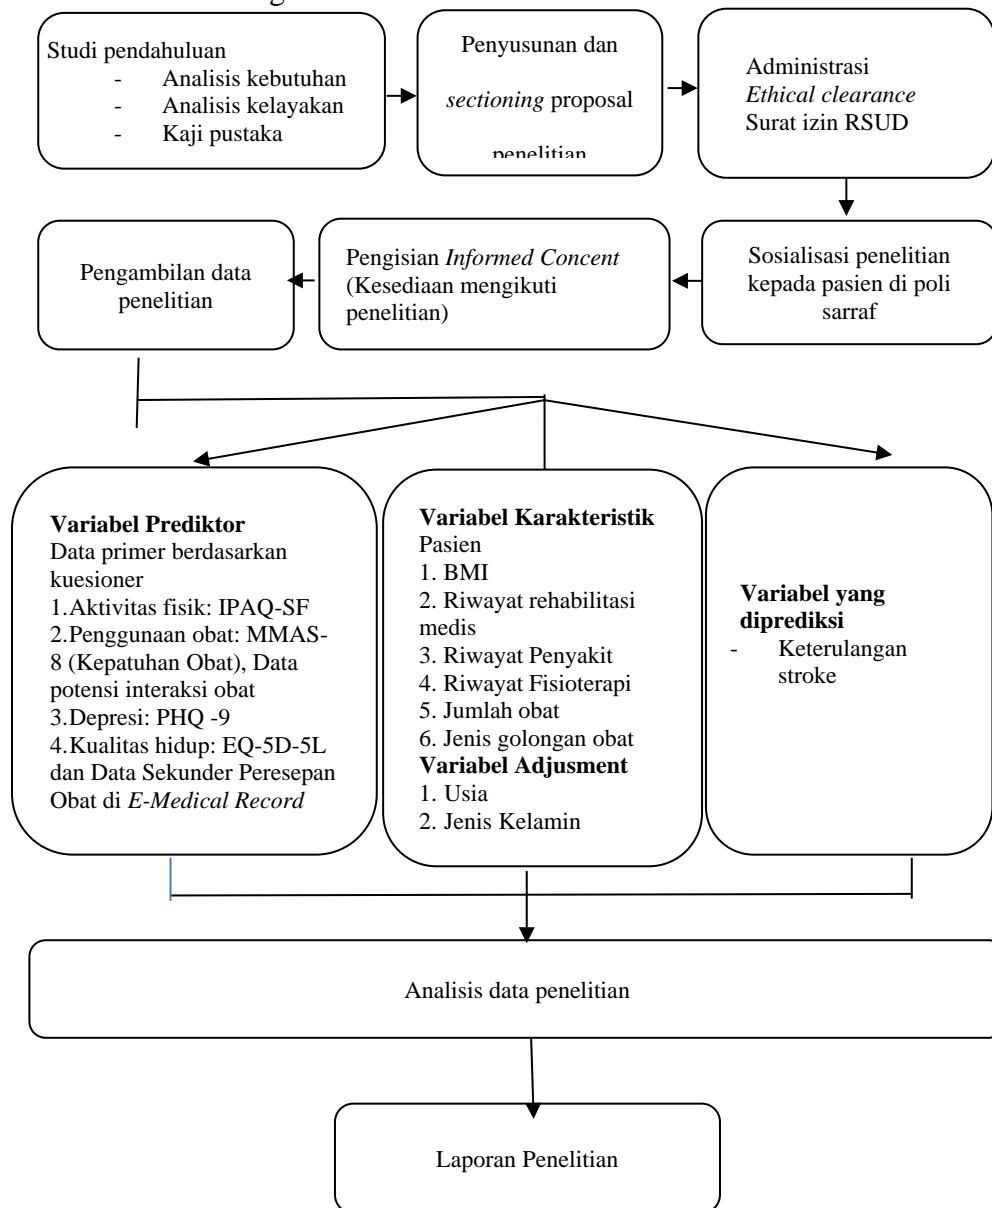 Studi pendahuluan
- Analisis kebutuhan
- Analisis kelayakan
- Kaji pustaka
Penyusunan dan
sectioning proposal
penelitian
Administrasi
Ethical clearance
Surat izin RSUD
Sosialisasi penelitian
kepada pasien di poli
sarraf
Pengisian Informed Concent
(Kesediaan mengikuti
penelitian)
Pengambilan data
penelitian
Variabel Prediktor
Data primer berdasarkan
kuesioner
1.Aktivitas fisik: IPAQ-SF
2.Penggunaan obat: MMAS-
8 (Kepatuhan Obat), Data
potensi interaksi obat
3.Depresi: PHQ -9
4.Kualitas hidup: EQ-5D-5L
dan Data Sekunder Peresepan
Obat di E-Medical Record
Variabel Karakteristik
Pasien
1. BMI
2. Riwayat rehabilitasi
medis
3. Riwayat Penyakit
4. Riwayat Fisioterapi
5. Jumlah obat
6. Jenis golongan obat
Variabel Adjusment
1. Usia
2. Jenis Kelamin
Variabel yang
diprediksi
- Keterulangan
stroke
Analisis data penelitian
Laporan Penelitian